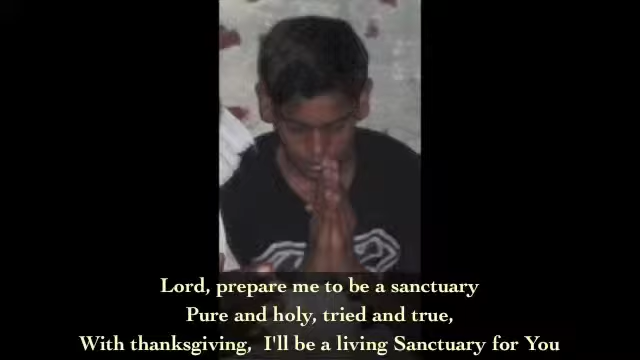 Lord, prepare me to be a sanctuary
Pure and holy, tried and true,
With thanksgiving, I'll be a living Sanctuary for You